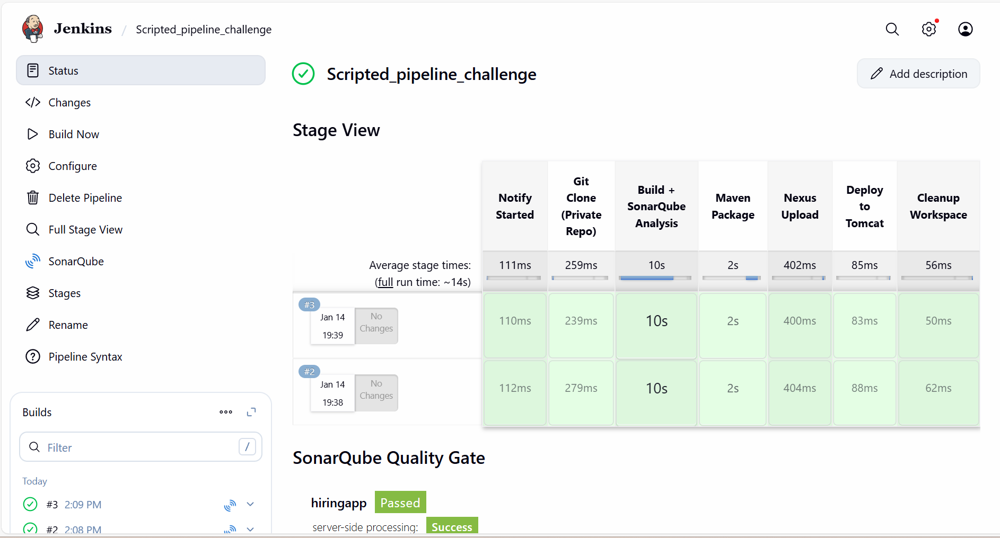 Jenkins / Scripted_pipeline_challenge
Status
Changes
Build Now
Configure
Delete Pipeline
Full Stage View
SonarQube
Stages
Rename
Pipeline Syntax
Builds
Filter /
Today
#3 2:09 PM
#2 2:08 PM
Scripted_pipeline_challenge
Add description
Stage View
Notify
Started
Git
Clone
(Private
Repo)
Build +
SonarQube
Analysis
Maven
Package
Nexus
Upload
Deploy
to
Tomcat
Cleanup
Workspace
Average stage times:
(full run time: ~14s)
111ms 259ms 10s 2s 402ms 85ms 56ms
#3
Jan 14
19:39
No
Changes
110ms 239ms 10s 2s 400ms 83ms 50ms
#2
Jan 14
19:38
No
Changes
112ms 279ms 10s 2s 404ms 88ms 62ms
SonarQube Quality Gate
hiringapp Passed
server-side processing: Success